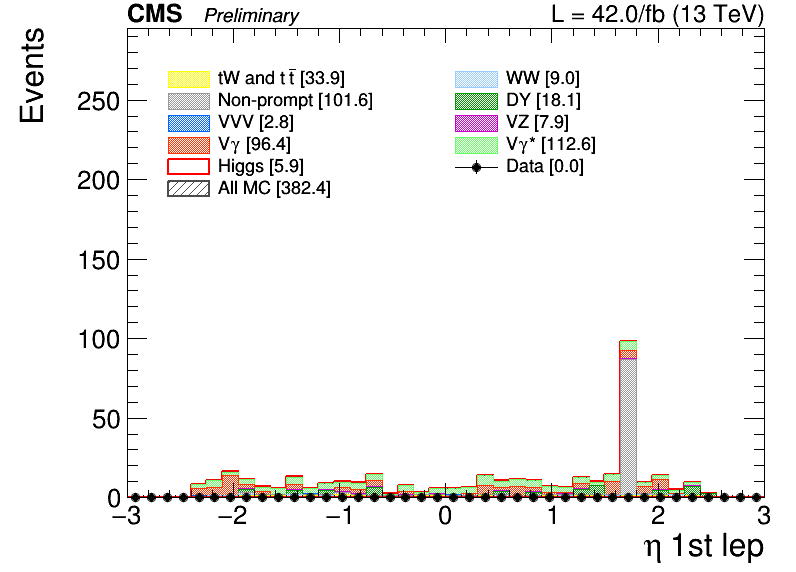 CMS Preliminary L = 42.0/fb (13 TeV)
Events
tW and t t̄ [33.9]
Non-prompt [101.6]
VVV [2.8]
Vγ [96.4]
Higgs [5.9]
All MC [382.4]
WW [9.0]
DY [18.1]
VZ [7.9]
Vγ* [112.6]
Data [0.0]
250
200
150
100
50
0
−3 −2 −1 0 1 2 3
η 1st lep